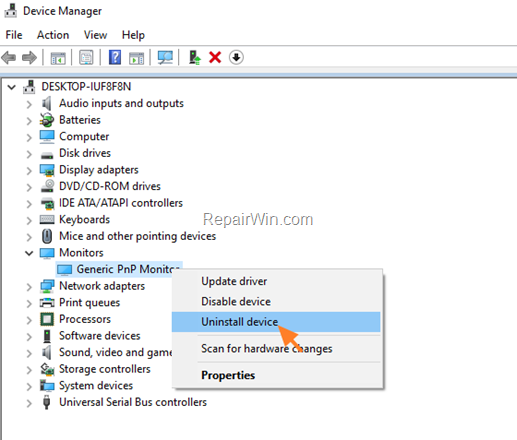 Device Manager
File Action View Help
DESKTOP-IUF8F8N
Audio inputs and outputs
Batteries
Computer
Disk drives
Display adapters
DVD/CD-ROM drives
IDE ATA/ATAPI controllers
Keyboards
RepairWin.com
Mice and other pointing devices
Monitors
Generic PnP Monitor
Update driver
Network adapters
Disable device
Print queues
Processors
Uninstall device
Software devices
Sound, video and game
Scan for hardware changes
Storage controllers
Properties
System devices
Universal Serial Bus controllers